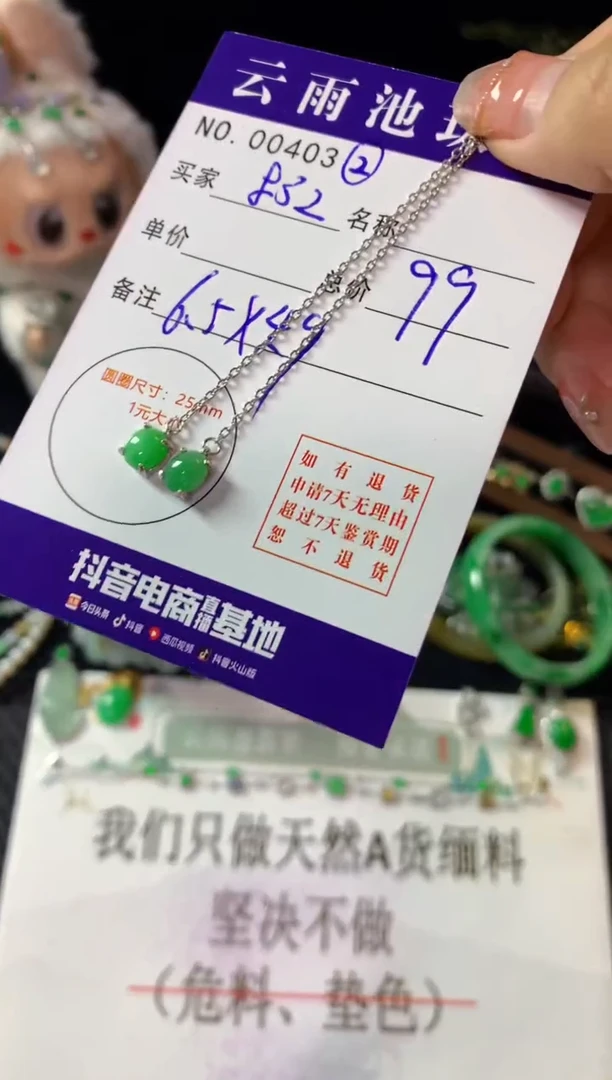 云雨池
NO. 00403 ②
买家 852 名称
单价 总价 99
备注 6.5X4.9
圆圈尺寸：25mm
1元大小
如有退货
申请7天无理由
超过7天鉴赏期
恕不退货
抖音电商直播基地
今日头条 抖音 西瓜视频 抖音火山版
我们只做天然A货缅料
坚决不做
（危料、垫色）